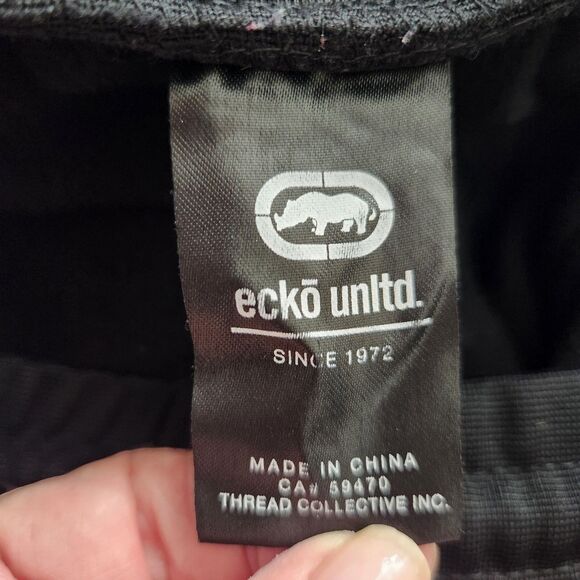 eckō unltd.
SINCE 1972
MADE IN CHINA
CA# 59470
THREAD COLLECTIVE INC.